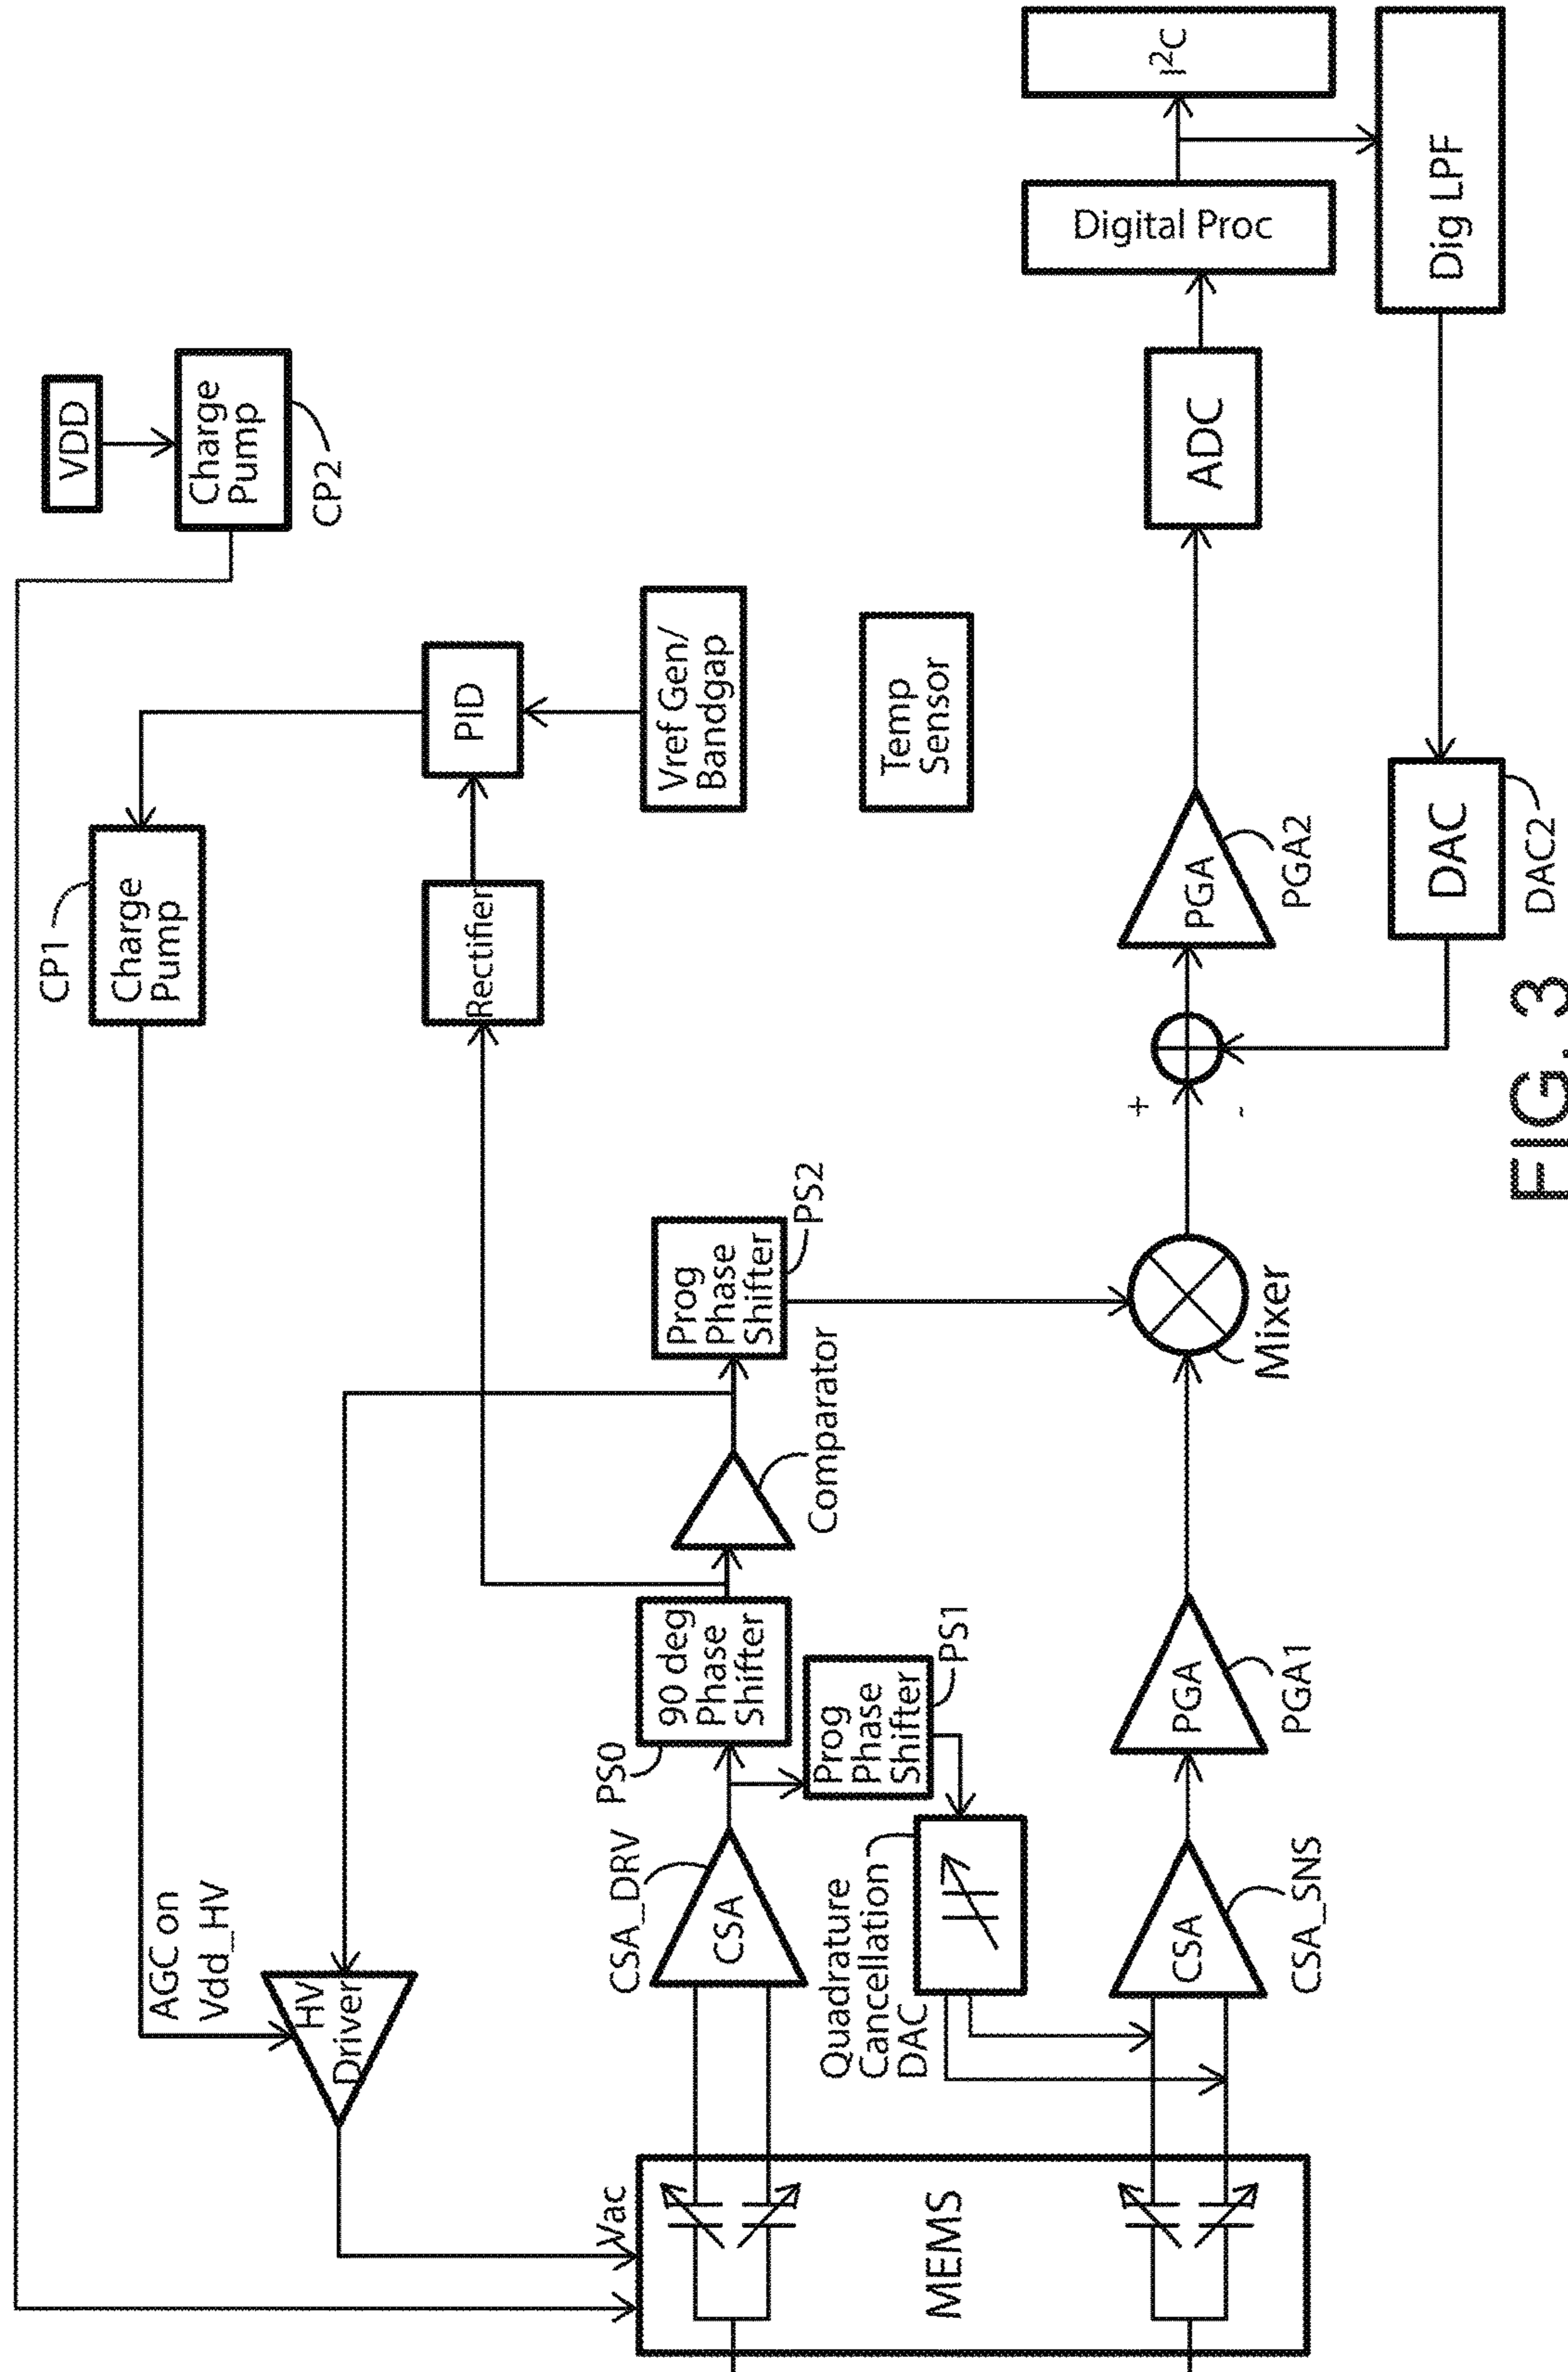 VDD
Charge
Pump
CP2
CP1
Charge
Pump
PID
Vref Gen/
Bandgap
Rectifier
Temp
Sensor
AGC on
Vdd_HV
HV
Driver
Vac
CSA_DRV
CSA
PS0
90 deg
Phase
Shifter
Comparator
Prog
Phase
Shifter
PS2
Prog
Phase
Shifter
PS1
Quadrature
Cancellation
DAC
MEMS
CSA
CSA_SNS
PGA
PGA1
Mixer
+
-
PGA
PGA2
ADC
Digital Proc
I²C
Dig LPF
DAC
DAC2
FIG. 3